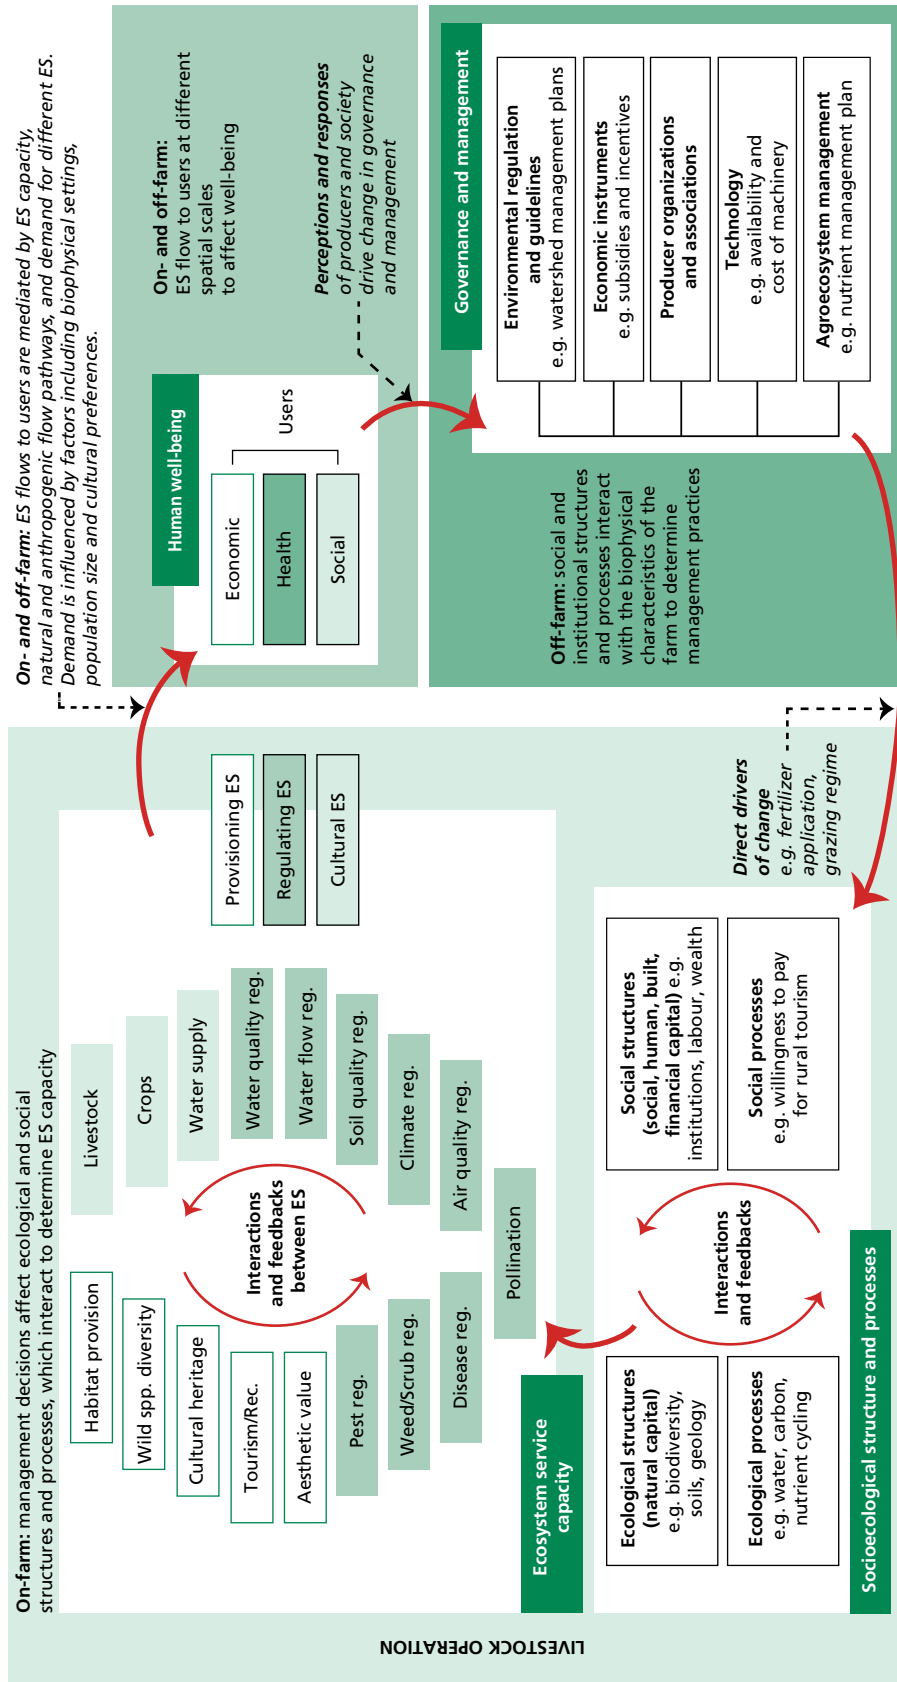 On-farm: management decisions affect ecological and social
structures and processes, which interact to determine ES capacity
LIVESTOCK OPERATION
Habitat provision
Wild spp. diversity
Cultural heritage
Tourism/Rec.
Aesthetic value
Pest reg.
Weed/Scrub reg.
Disease reg.
Pollination
Livestock
Crops
Water supply
Water quality reg.
Water flow reg.
Soil quality reg.
Climate reg.
Air quality reg.
Interactions
and feedbacks
between ES
Provisioning ES
Regulating ES
Cultural ES
Ecosystem service
capacity
Ecological structures
(natural capital)
e.g. biodiversity,
soils, geology
Ecological processes
e.g. water, carbon,
nutrient cycling
Interactions
and feedbacks
Social structures
(social, human, built,
financial capital) e.g.
institutions, labour, wealth
Social processes
e.g. willingness to pay
for rural tourism
Socioecological structure and processes
Direct drivers
of change
e.g. fertilizer
application,
grazing regime
On- and off-farm: ES flows to users are mediated by ES capacity,
natural and anthropogenic flow pathways, and demand for different ES.
Demand is influenced by factors including biophysical settings,
population size and cultural preferences.
Human well-being
Economic
Health
Social
Users
On- and off-farm:
ES flow to users at different
spatial scales
to affect well-being
Perceptions and responses
of producers and society
drive change in governance
and management
Governance and management
Environmental regulation
and guidelines
e.g. watershed management plans
Economic instruments
e.g. subsidies and incentives
Producer organizations
and associations
Technology
e.g. availability and
cost of machinery
Agroecosystem management
e.g. nutrient management plan
Off-farm: social and
institutional structures
and processes interact
with the biophysical
characteristics of the
farm to determine
management practices